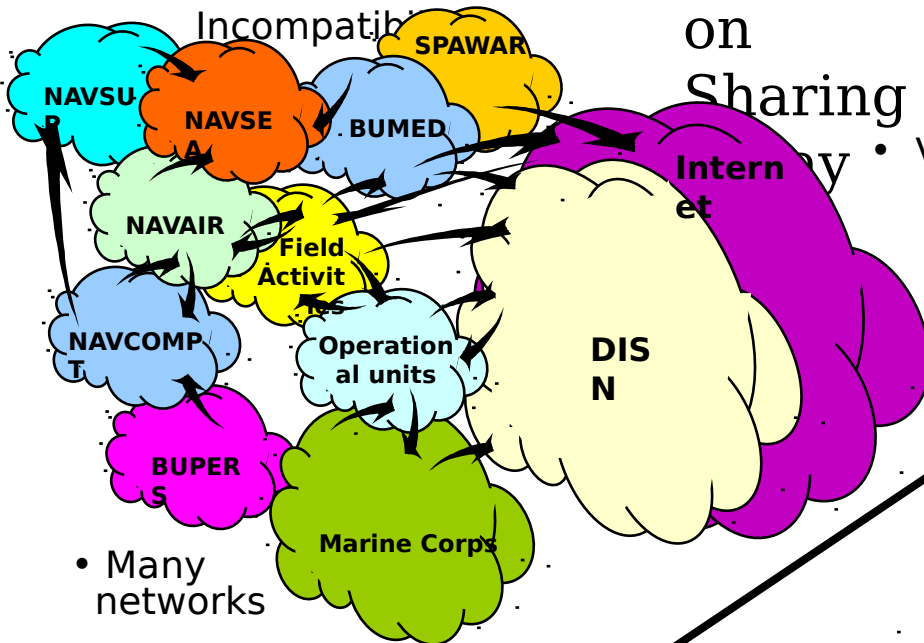 on
Sharing
SPAWAR
NAVSU
P
NAVSE
A
BUMED
Intern
et
NAVAIR
Field
Activit
ies
NAVCOMP
T
Operation
al units
DIS
N
BUPER
S
Marine Corps
• Many
networks